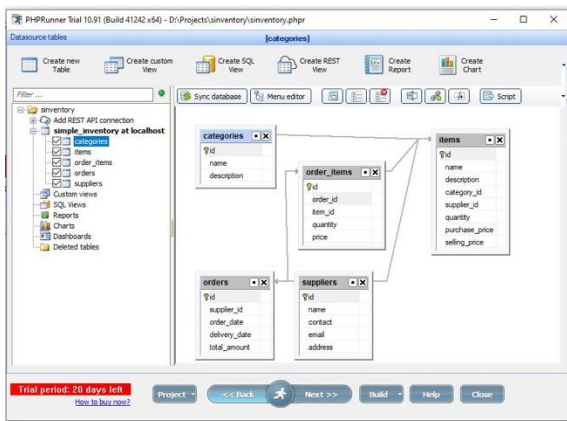 PHPRunner Trial 10.91 (Build 41242 x64) - D:\Projects\sinventory\sinventory.phpr
Datasource tables
[categories]
Create new Table
Create custom View
Create SQL View
Create REST View
Create Report
Create Chart
Filter ...
Sync database
Menu editor
Script
sinventory
Add REST API connection
simple_inventory at localhost
categories
items
order_items
orders
suppliers
Custom views
SQL Views
Reports
Charts
Dashboards
Deleted tables
categories
id
name
description
order_items
id
order_id
item_id
quantity
price
items
id
name
description
category_id
supplier_id
quantity
purchase_price
selling_price
orders
id
supplier_id
order_date
delivery_date
total_amount
suppliers
id
name
contact
email
address
Trial period: 20 days left
How to buy now?
Project
<< Back
Next >>
Build
Help
Close